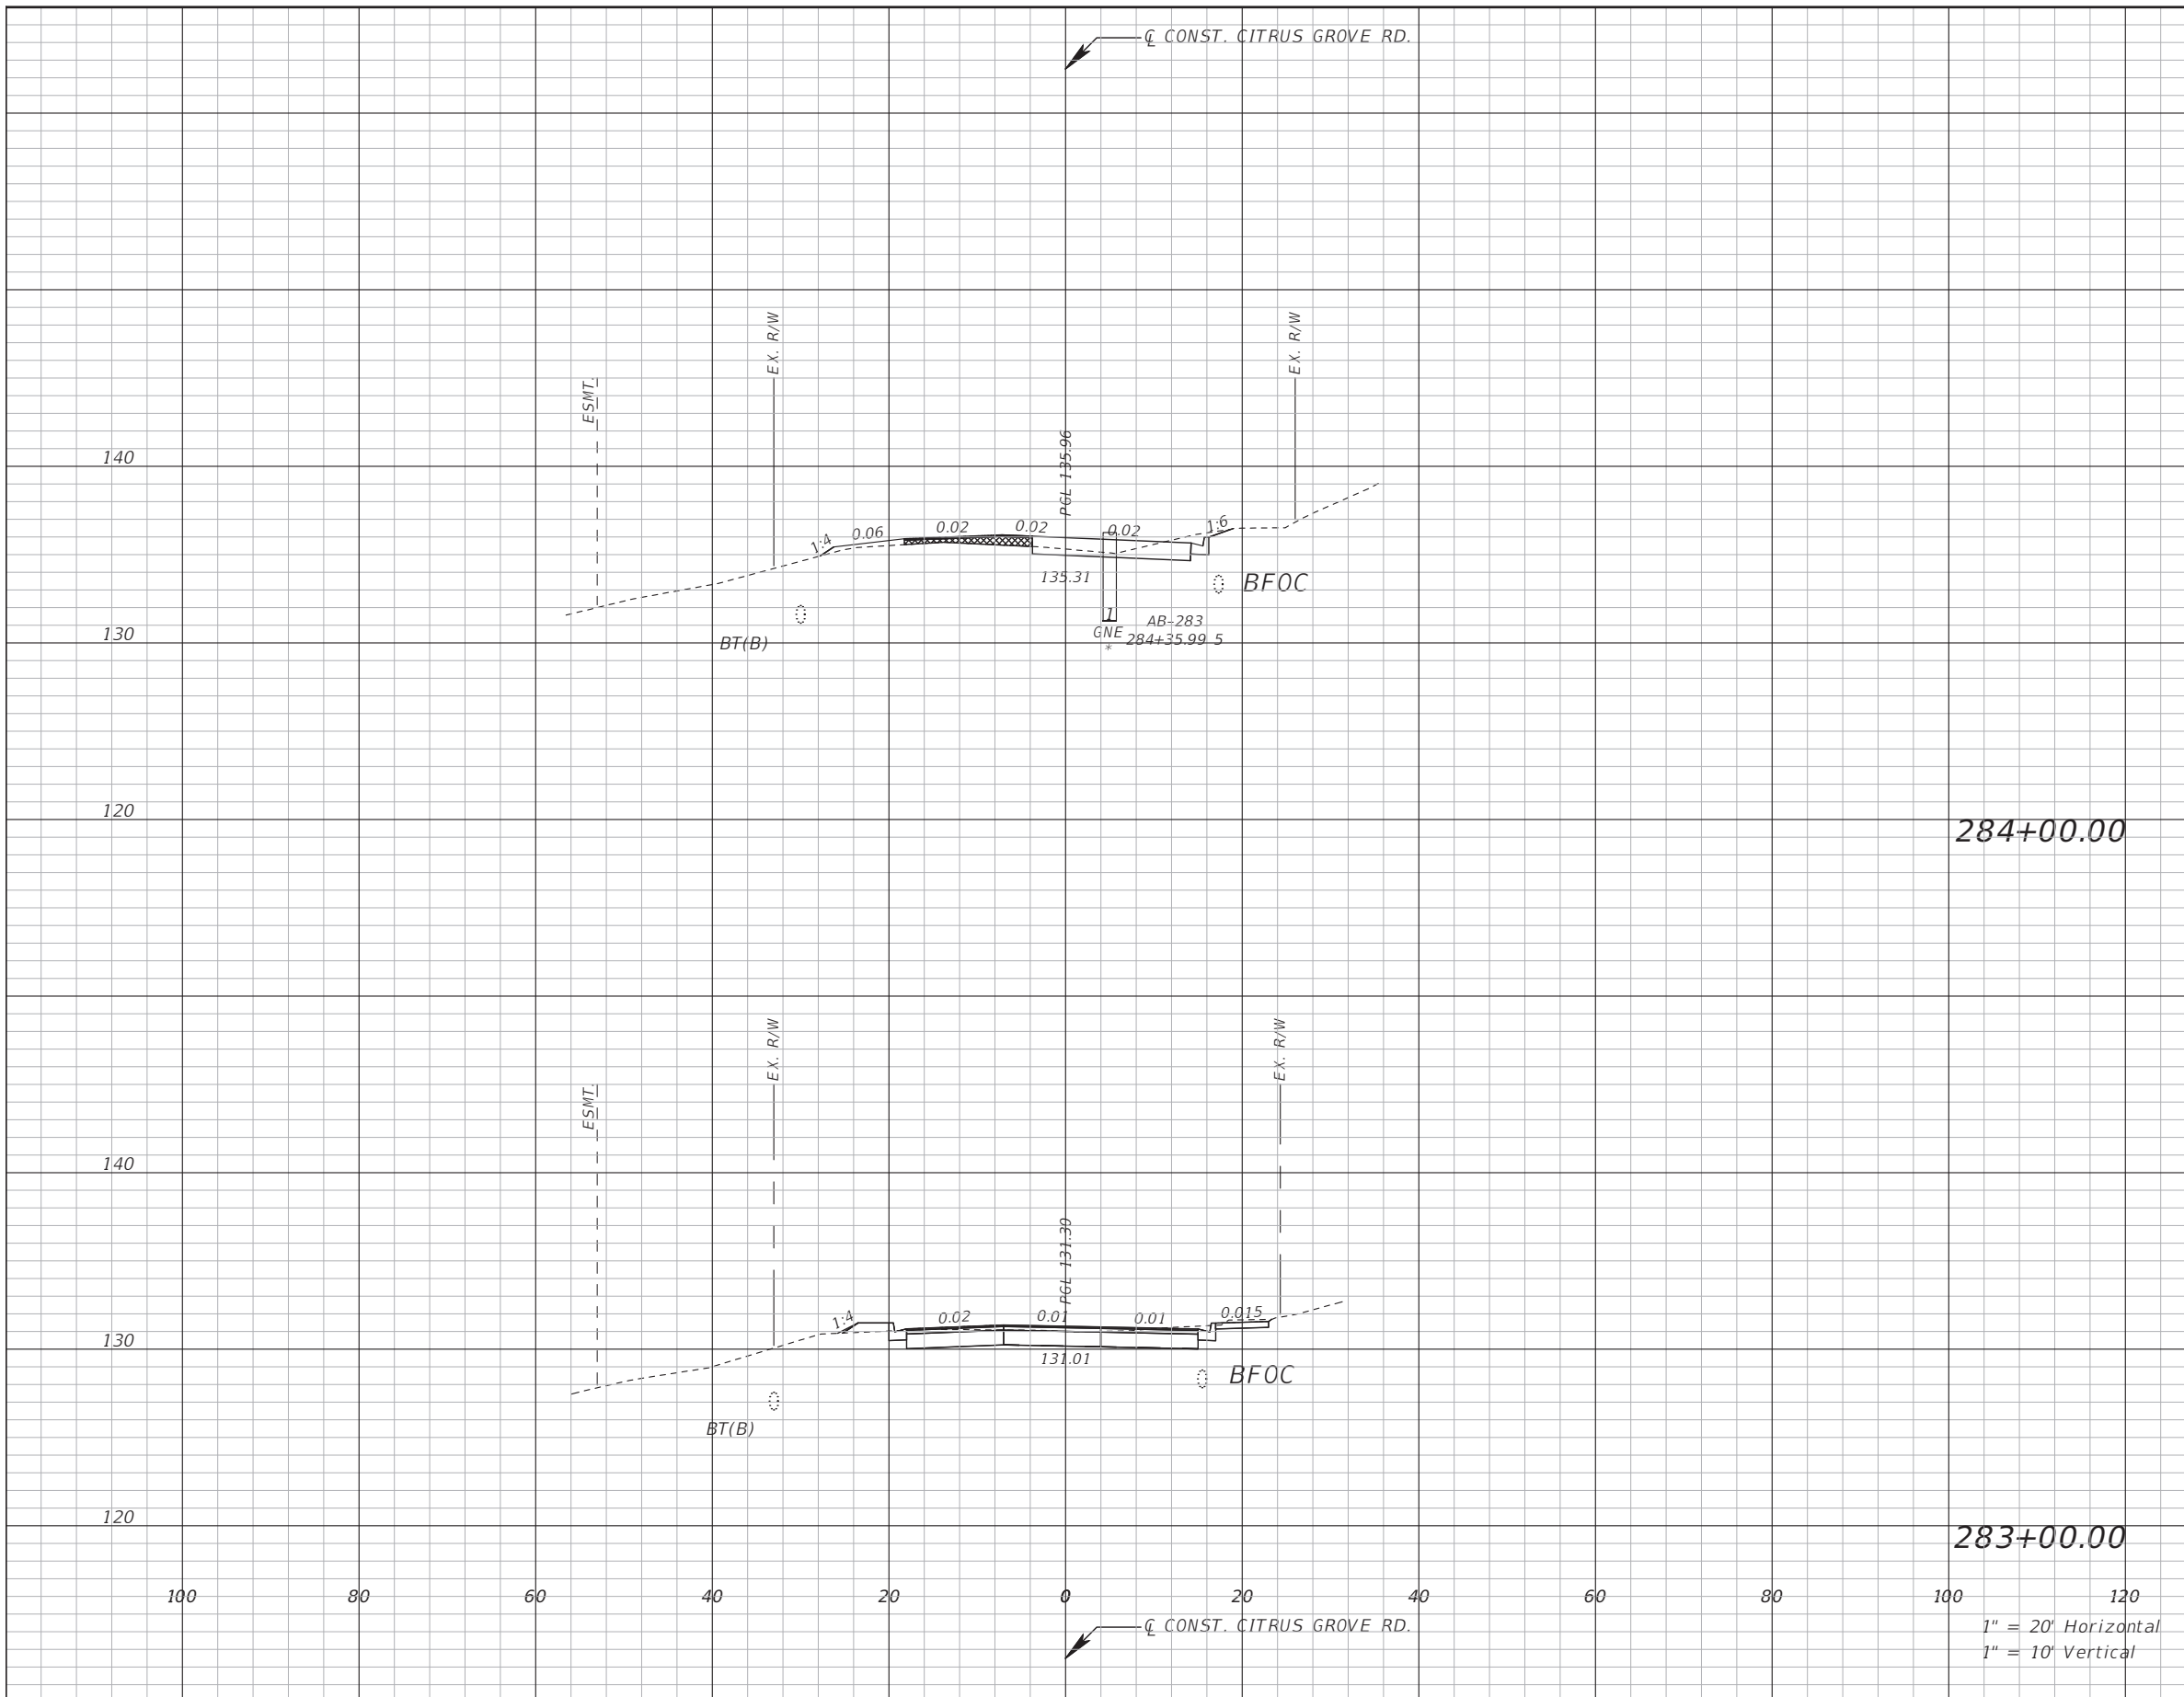 ℄ CONST. CITRUS GROVE RD.
EX. R/W
EX. R/W
ESMT.
PGL 135.96
140
1:4
0.06
0.02
0.02
0.02
1:6
135.31
BFOC
1
AB-283
GNE
284+35.99 5
*
130
BT(B)
120
284+00.00
EX. R/W
EX. R/W
ESMT.
140
PGL 131.30
1:4
0.02
0.01
0.01
0.015
130
131.01
BFOC
BT(B)
120
283+00.00
100 80 60 40 20 0 20 40 60 80 100 120
℄ CONST. CITRUS GROVE RD.
1" = 20' Horizontal
1" = 10' Vertical